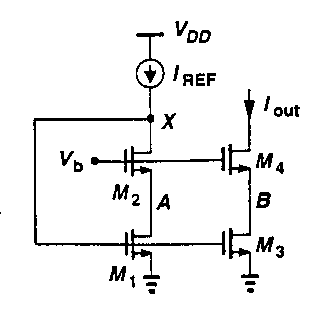 V_DD
I_REF
X
I_out
V_b
M_4
M_2
A
B
M_3
M_1